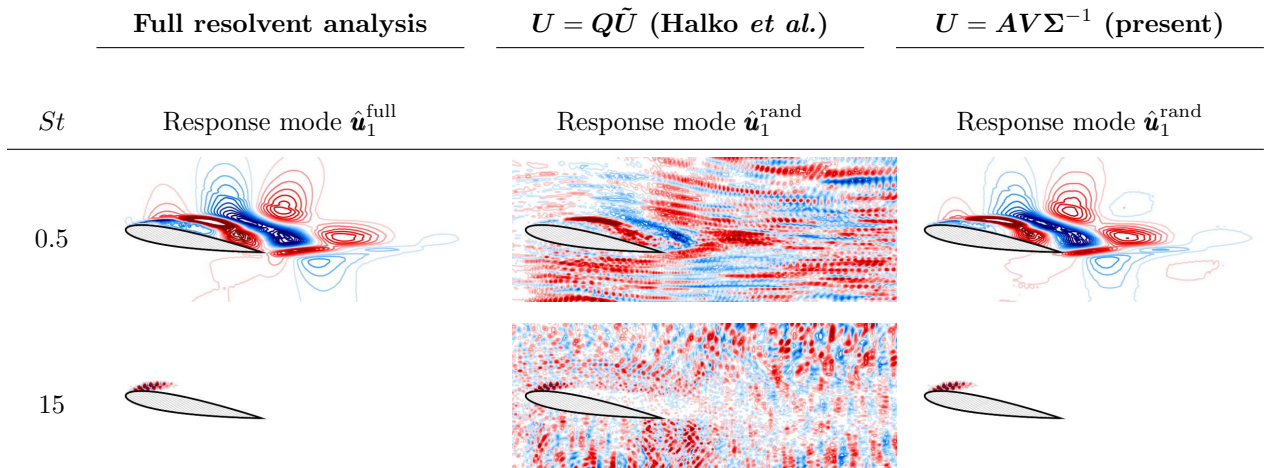 Full resolvent analysis U = QŨ (Halko et al.) U = AVΣ⁻¹ (present)
St Response mode û₁^full Response mode û₁^rand Response mode û₁^rand
0.5
15